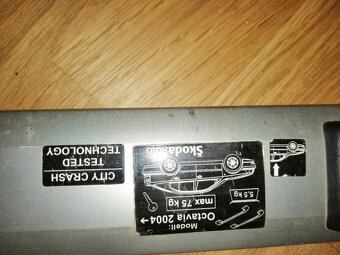 CITY CRASH
TESTED
TECHNOLOGY
Modell:
Octavia 2004→
max 75 kg
5,5 kg
ŠkodaAuto